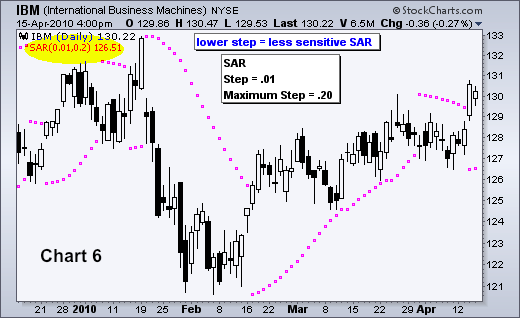 IBM (International Business Machines) NYSE © StockCharts.com
15-Apr-2010 4:00pm O 129.86 H 131.47 L 129.53 Last 130.22 V 6.5M Chg -0.36 (-0.27%)
IBM (Daily) 130.22
SAR(0.01,0.2) 126.51
lower step = less sensitive SAR
SAR
Step = .01
Maximum Step = .20
133
132
131
130
129
128
127
126
125
124
123
122
121
Chart 6
21 28 2010 11 19 25 Feb 8 16 22 Mar 8 15 22 Apr 12